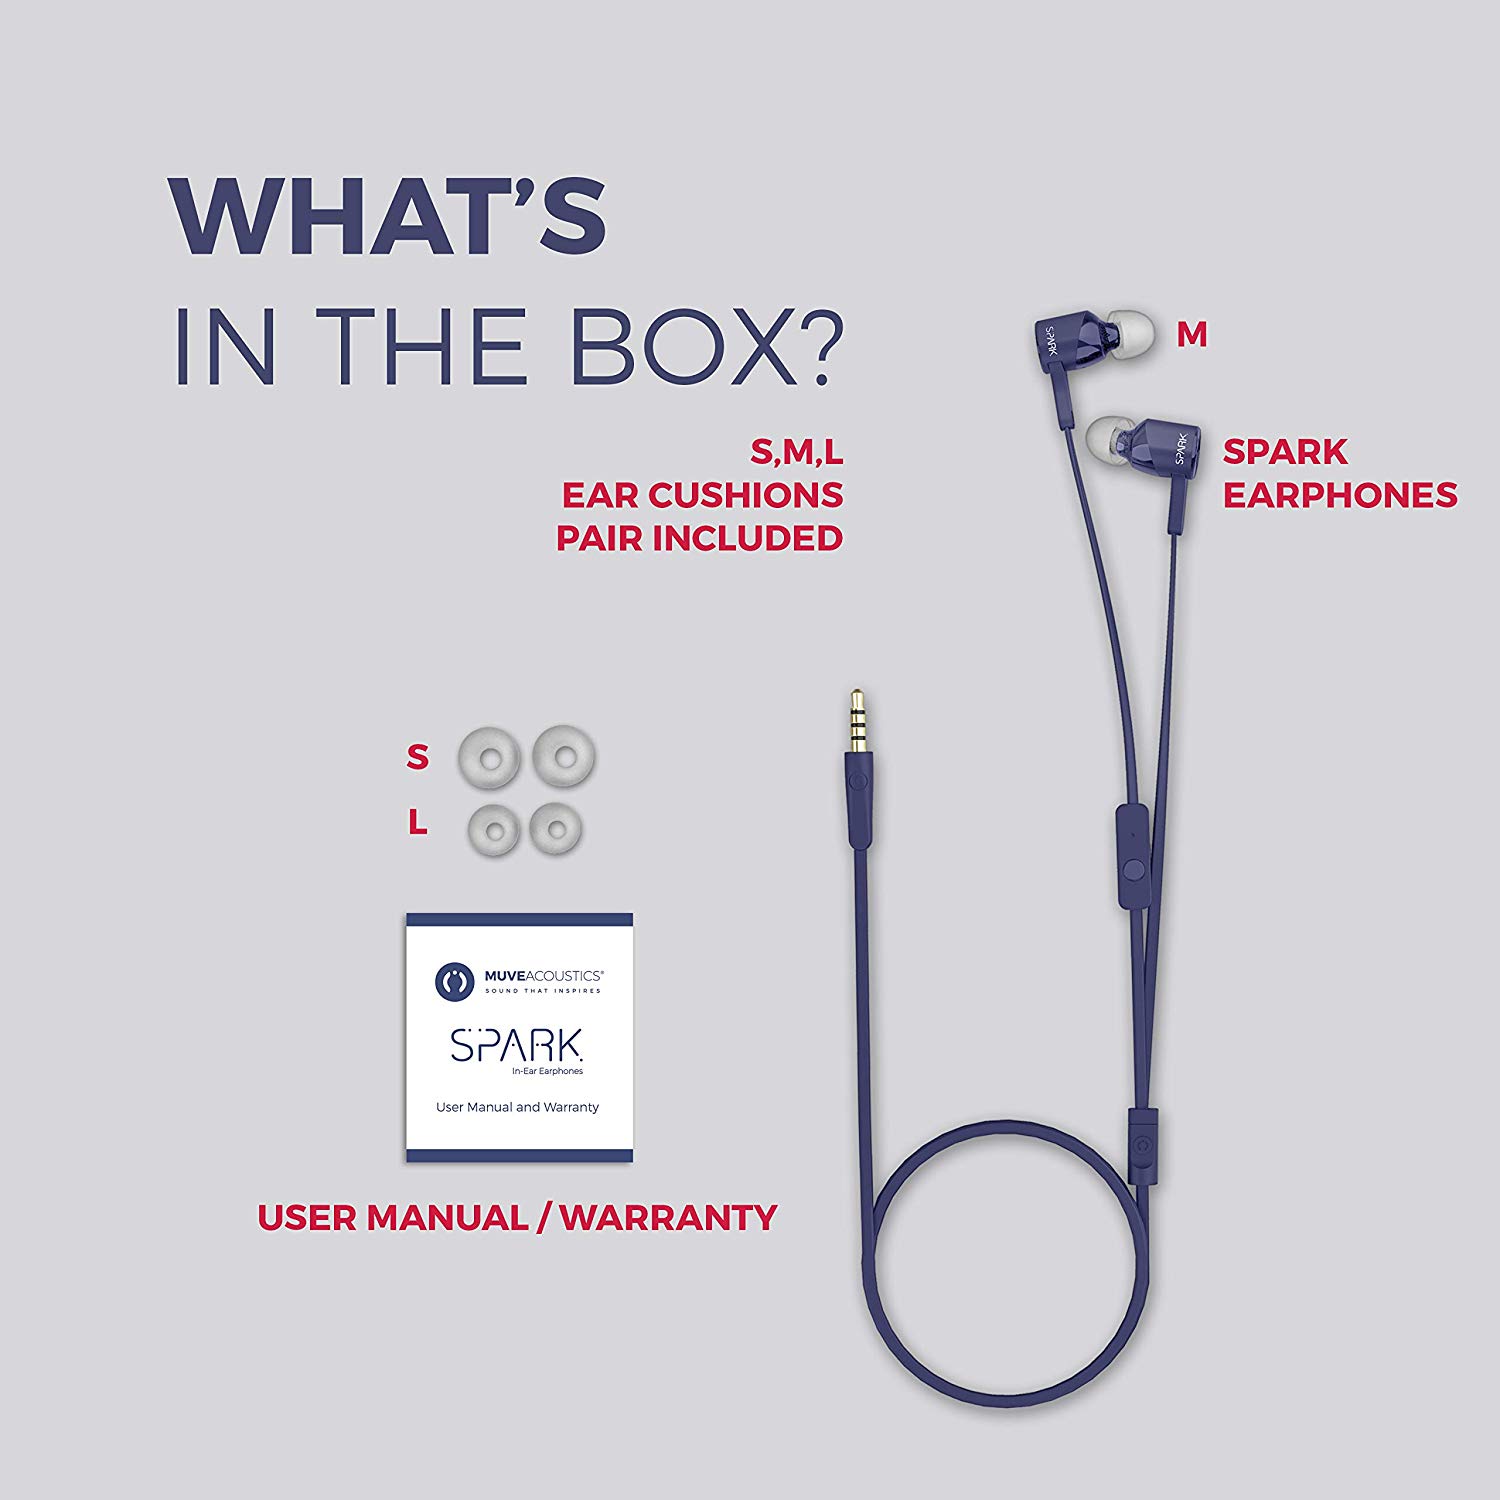 WHAT'S
IN THE BOX?
S,M,L
EAR CUSHIONS
PAIR INCLUDED
SPARK
M
SPARK
SPARK
EARPHONES
S
L
MUVEACOUSTICS®
SOUND THAT INSPIRES
SPARK
In-Ear Earphones
User Manual and Warranty
USER MANUAL / WARRANTY